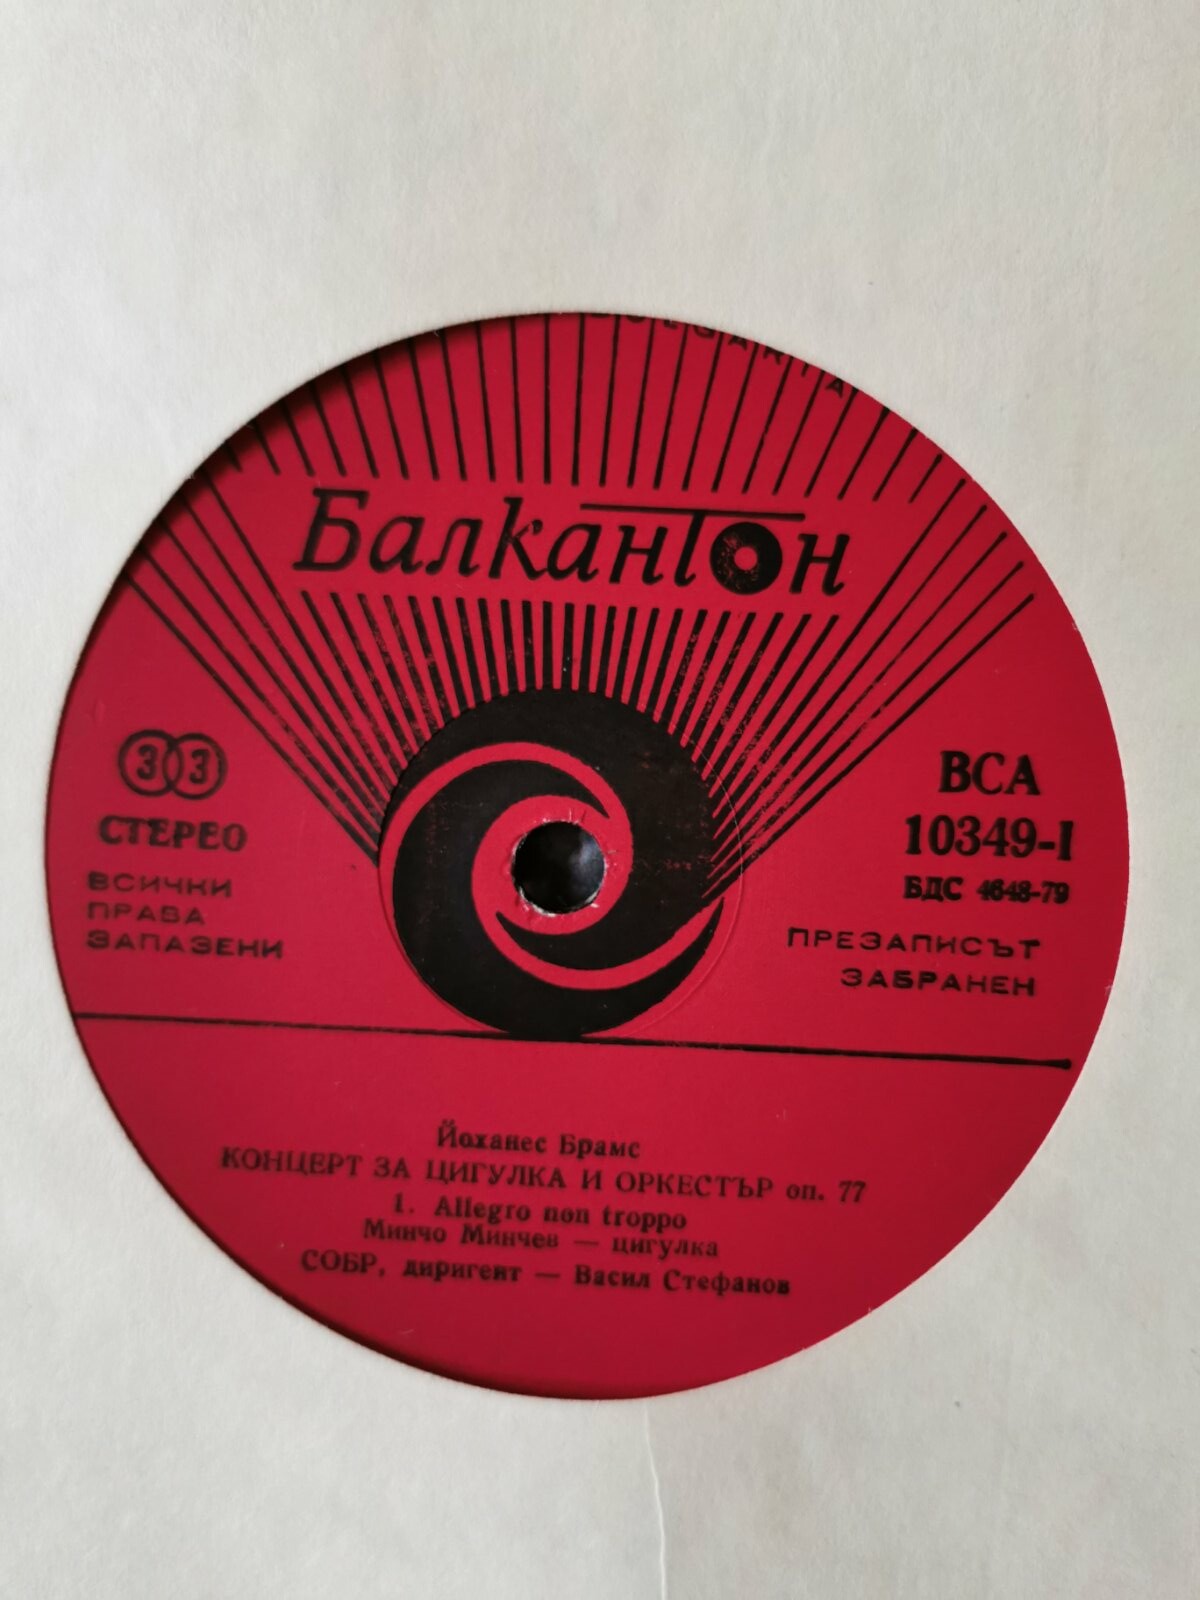 BULGARIA
Балкантон
33
СТЕРЕО
ВСИЧКИ
ПРАВА
ЗАПАЗЕНИ
ВСА
10349-I
БДС 4648-79
ПРЕЗАПИСЪТ
ЗАБРАНЕН
Йоханес Брамс
КОНЦЕРТ ЗА ЦИГУЛКА И ОРКЕСТЪР оп. 77
1. Allegro non troppo
Минчо Минчев — цигулка
СОБР, диригент — Васил Стефанов